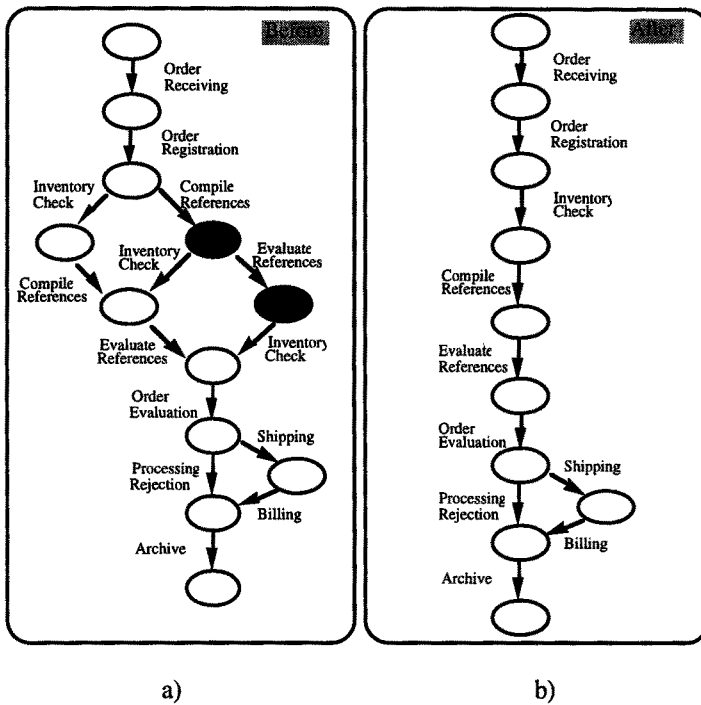 Before
Order
Receiving
Order
Registration
Inventory
Check
Compile
References
Inventory
Check
Evaluate
References
Compile
References
Evaluate
References
Inventory
Check
Order
Evaluation
Shipping
Processing
Rejection
Billing
Archive
a)
After
Order
Receiving
Order
Registration
Inventory
Check
Compile
References
Evaluate
References
Order
Evaluation
Shipping
Processing
Rejection
Billing
Archive
b)